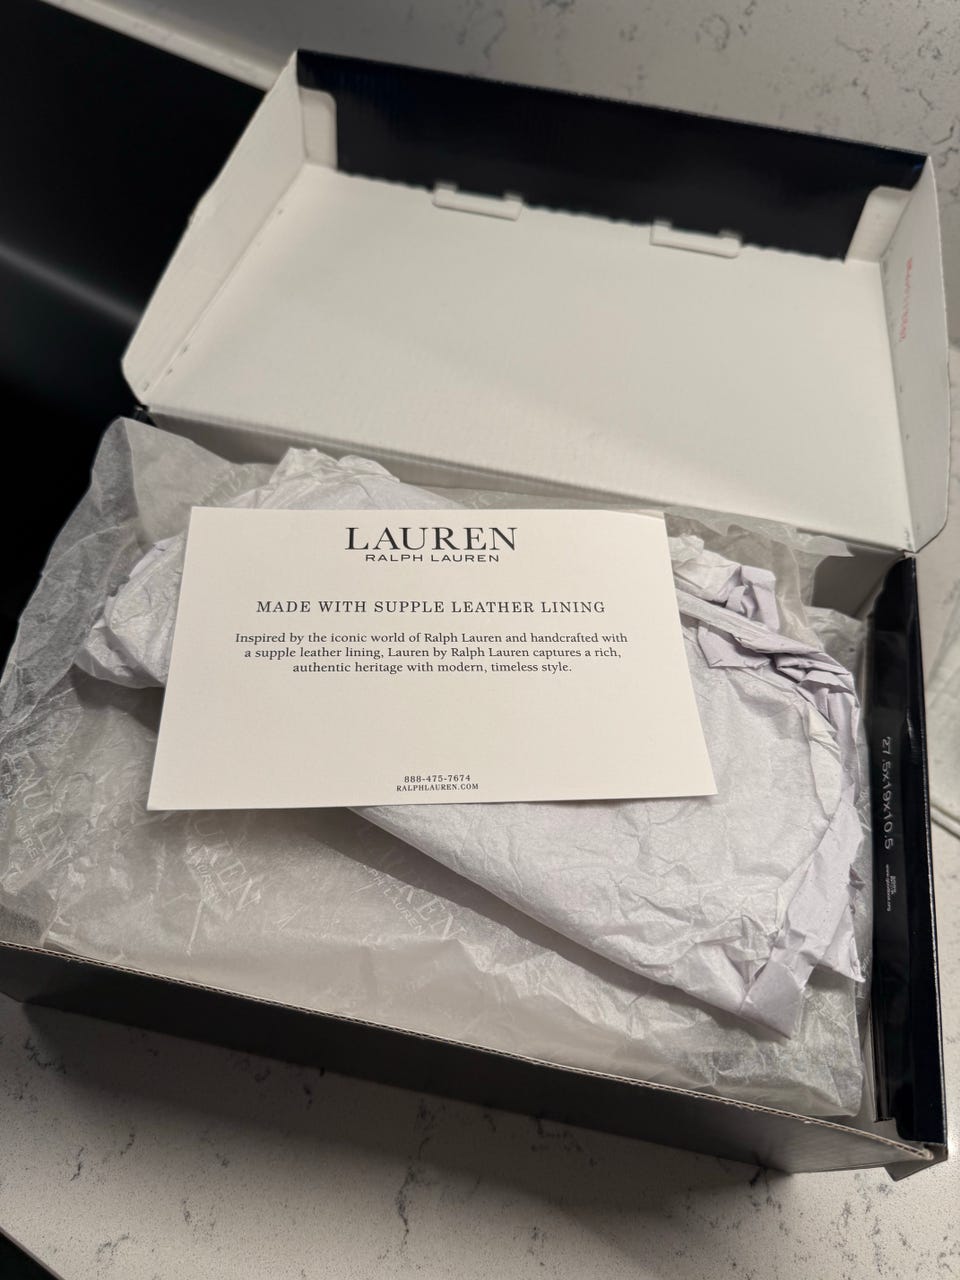 LAUREN
RALPH LAUREN
MADE WITH SUPPLE LEATHER LINING
Inspired by the iconic world of Ralph Lauren and handcrafted with
a supple leather lining, Lauren by Ralph Lauren captures a rich,
authentic heritage with modern, timeless style.
888-475-7674
RALPHLAUREN.COM
27.5x19x10.5
UREN
LAUREN